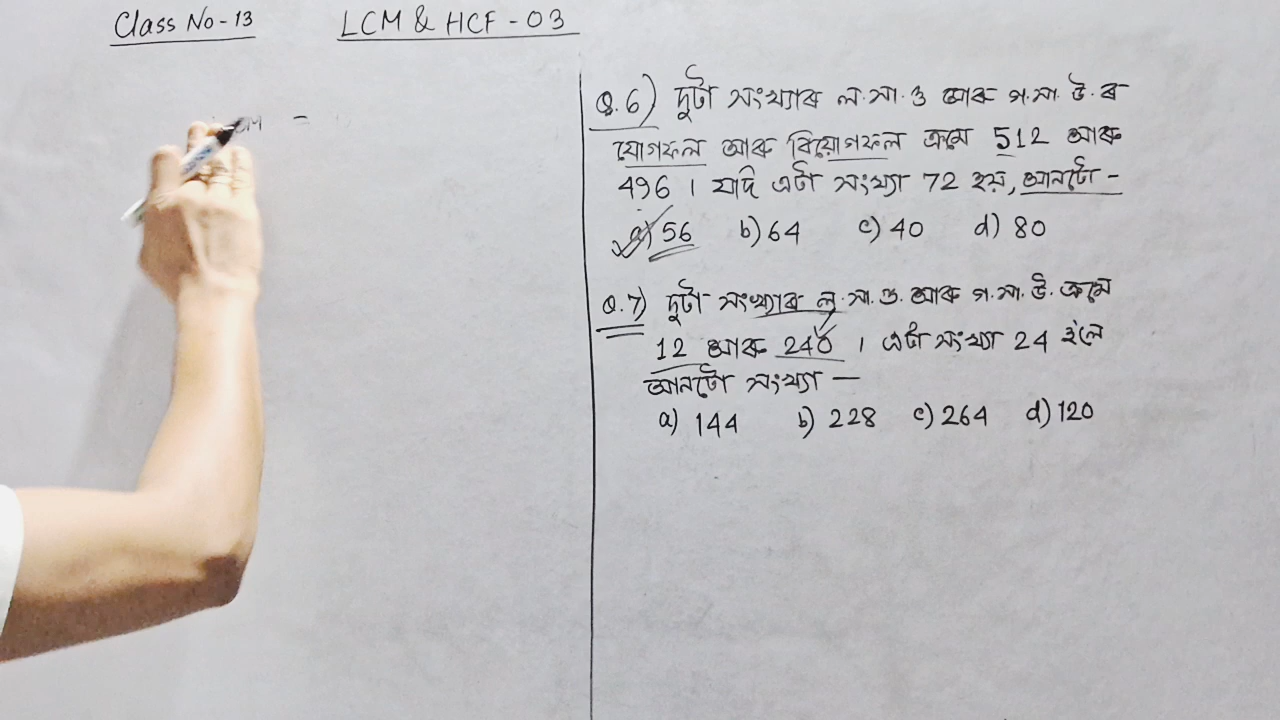 Class No - 13
LCM & HCF - 03
=
Q.6) দুটা সংখ্যাৰ ল.সা.গু আৰু গ.সা.উ.ৰ
যোগফল আৰু বিয়োগফল ক্ৰমে 512 আৰু
496 । যদি এটা সংখ্যা 72 হয়, আনটো -
a) 56 b) 64 c) 40 d) 80
Q.7) দুটা সংখ্যাৰ ল.সা.গু. আৰু গ.সা.উ. ক্ৰমে
12 আৰু 240 । এটা সংখ্যা 24 হ'লে
আনটো সংখ্যা —
a) 144 b) 228 c) 264 d) 120